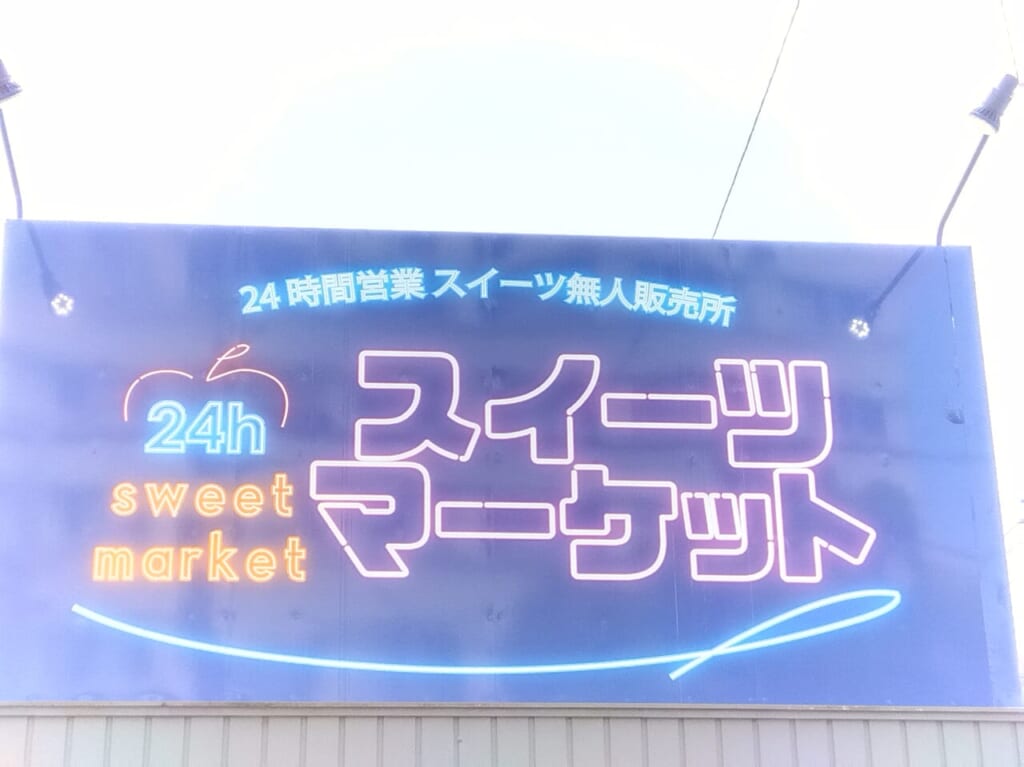 24時間営業 スイーツ無人販売所
24h
sweet
market
スイーツ
マーケット